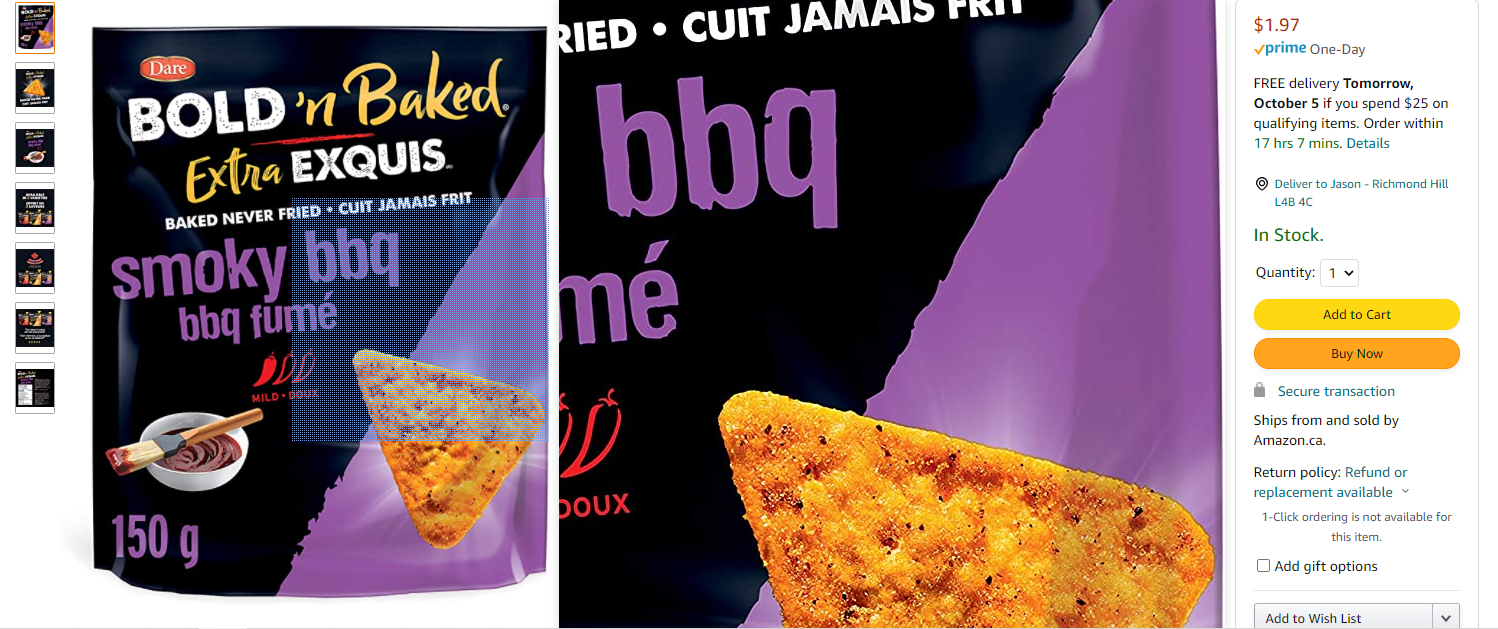 Dare
BOLD 'n Baked®
Extra EXQUIS
BAKED NEVER FRIED • CUIT JAMAIS FRIT
smoky bbq
bbq fumé
MILD • DOUX
150 g
RIED • CUIT JAMAIS FRIT
bbq
mé
DOUX
$1.97
prime One-Day
FREE delivery Tomorrow,
October 5 if you spend $25 on
qualifying items. Order within
17 hrs 7 mins. Details
Deliver to Jason - Richmond Hill
L4B 4C
In Stock.
Quantity: 1
Add to Cart
Buy Now
Secure transaction
Ships from and sold by
Amazon.ca.
Return policy: Refund or
replacement available
1-Click ordering is not available for
this item.
Add gift options
Add to Wish List